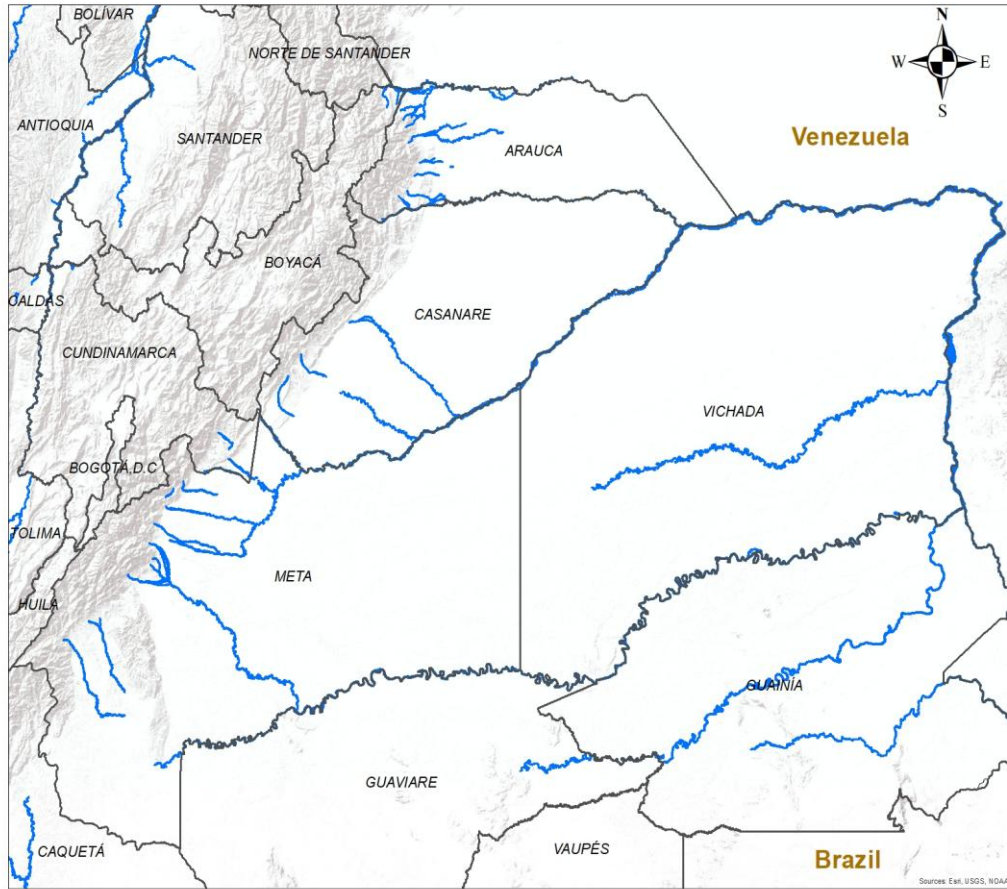 BOLÍVAR
NORTE DE SANTANDER
N
W
E
S
ANTIOQUIA
SANTANDER
ARAUCA
Venezuela
BOYACÁ
CALDAS
CASANARE
CUNDINAMARCA
VICHADA
BOGOTÁ,D.C
TOLIMA
META
HUILA
GUAINÍA
GUAVIARE
CAQUETÁ
VAUPÉS
Brazil
Sources: Esri, USGS, NOAA